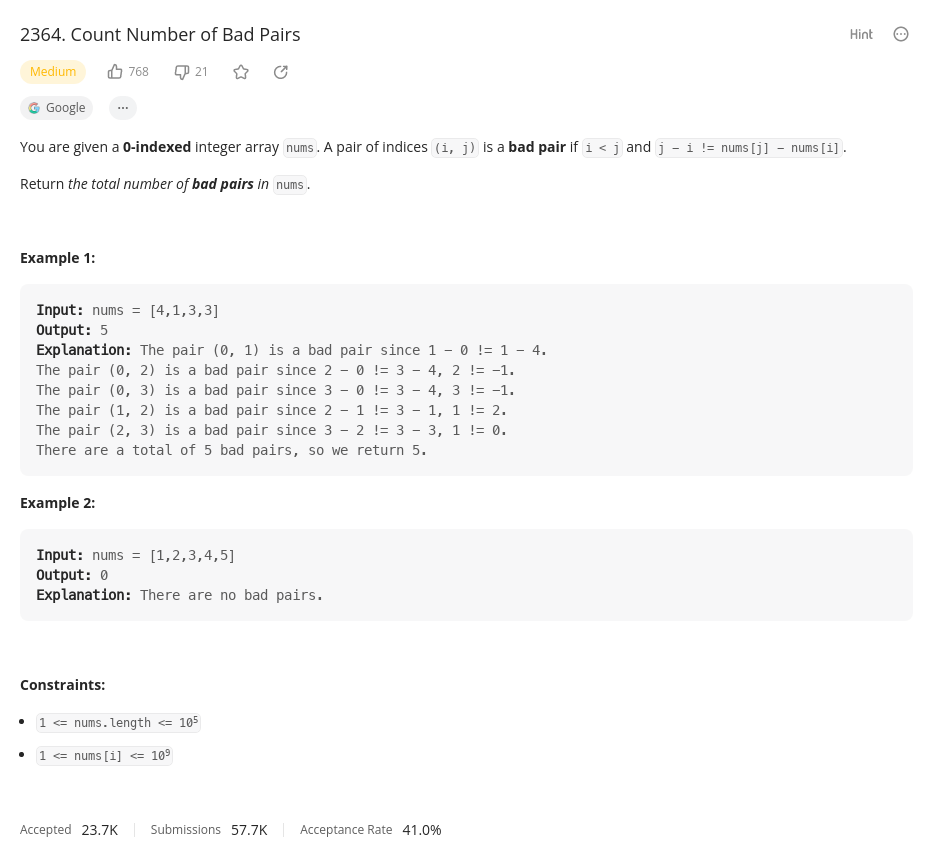 2364. Count Number of Bad Pairs
Hint
Medium 768 21
Google ...
You are given a 0-indexed integer array nums. A pair of indices (i, j) is a bad pair if i < j and j - i != nums[j] - nums[i].
Return the total number of bad pairs in nums.
Example 1:
Input: nums = [4,1,3,3]
Output: 5
Explanation: The pair (0, 1) is a bad pair since 1 - 0 != 1 - 4.
The pair (0, 2) is a bad pair since 2 - 0 != 3 - 4, 2 != -1.
The pair (0, 3) is a bad pair since 3 - 0 != 3 - 4, 3 != -1.
The pair (1, 2) is a bad pair since 2 - 1 != 3 - 1, 1 != 2.
The pair (2, 3) is a bad pair since 3 - 2 != 3 - 3, 1 != 0.
There are a total of 5 bad pairs, so we return 5.
Example 2:
Input: nums = [1,2,3,4,5]
Output: 0
Explanation: There are no bad pairs.
Constraints:
• 1 <= nums.length <= 10⁵
• 1 <= nums[i] <= 10⁹
Accepted 23.7K Submissions 57.7K Acceptance Rate 41.0%